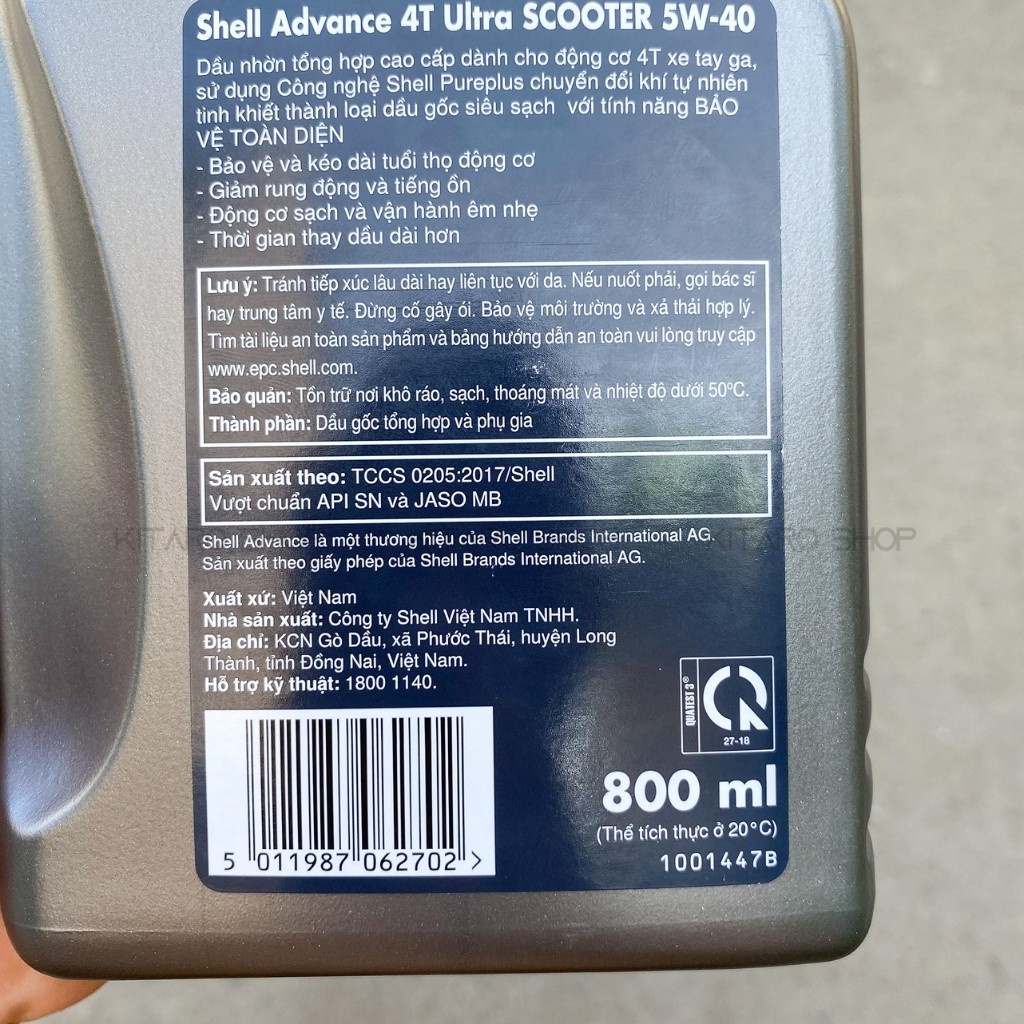 Shell Advance 4T Ultra SCOOTER 5W-40
Dầu nhờn tổng hợp cao cấp dành cho động cơ 4T xe tay ga,
sử dụng Công nghệ Shell Pureplus chuyển đổi khí tự nhiên
tinh khiết thành loại dầu gốc siêu sạch với tính năng BẢO
VỆ TOÀN DIỆN
- Bảo vệ và kéo dài tuổi thọ động cơ
- Giảm rung động và tiếng ồn
- Động cơ sạch và vận hành êm nhẹ
- Thời gian thay dầu dài hơn
Lưu ý: Tránh tiếp xúc lâu dài hay liên tục với da. Nếu nuốt phải, gọi bác sĩ
hay trung tâm y tế. Đừng cố gây ói. Bảo vệ môi trường và xả thải hợp lý.
Tìm tài liệu an toàn sản phẩm và bảng hướng dẫn an toàn vui lòng truy cập
www.epc.shell.com.
Bảo quản: Tồn trữ nơi khô ráo, sạch, thoáng mát và nhiệt độ dưới 50°C.
Thành phần: Dầu gốc tổng hợp và phụ gia
Sản xuất theo: TCCS 0205:2017/Shell
Vượt chuẩn API SN và JASO MB
Shell Advance là một thương hiệu của Shell Brands International AG.
Sản xuất theo giấy phép của Shell Brands International AG.
KITARO SHOP
Xuất xứ: Việt Nam
Nhà sản xuất: Công ty Shell Việt Nam TNHH.
Địa chỉ: KCN Gò Dầu, xã Phước Thái, huyện Long
Thành, tỉnh Đồng Nai, Việt Nam.
Hỗ trợ kỹ thuật: 1800 1140.
QUATEST 3®
27-18
800 ml
(Thể tích thực ở 20°C)
1001447B
5 011987 062702 >